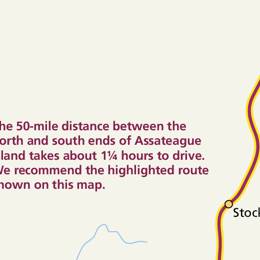 he 50-mile distance between the
orth and south ends of Assateague
land takes about 1¼ hours to drive.
We recommend the highlighted route
hown on this map.
Stock